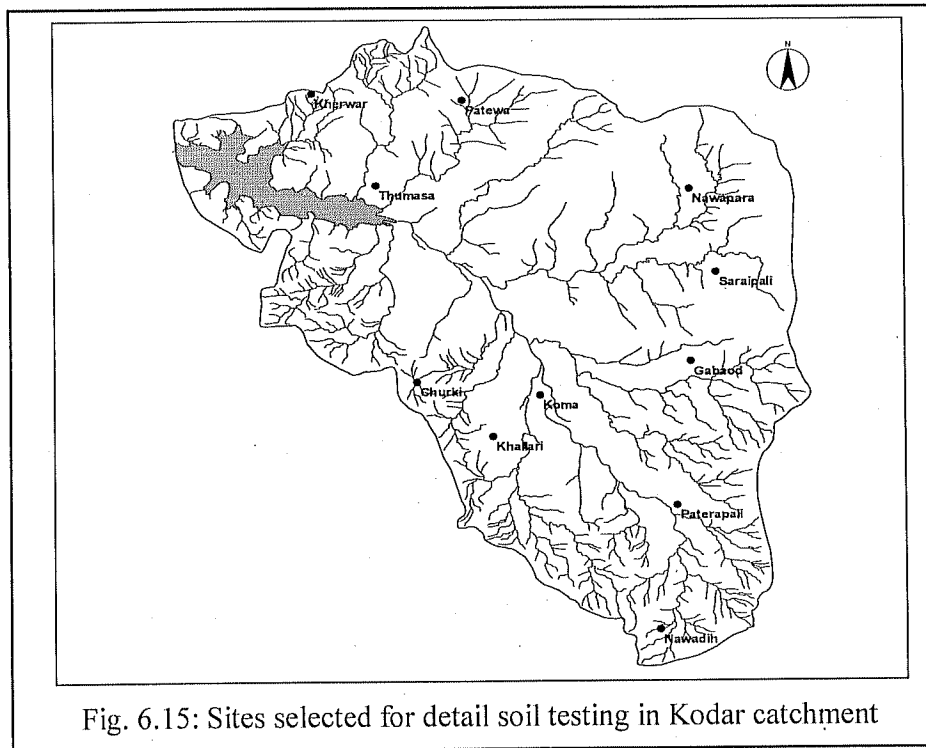 N
Kherwar
Patewa
Thumasa
Nawapara
Saraipali
Gabaod
Ghurki
Koma
Khallari
Paterapali
Nawadih
Fig. 6.15: Sites selected for detail soil testing in Kodar catchment